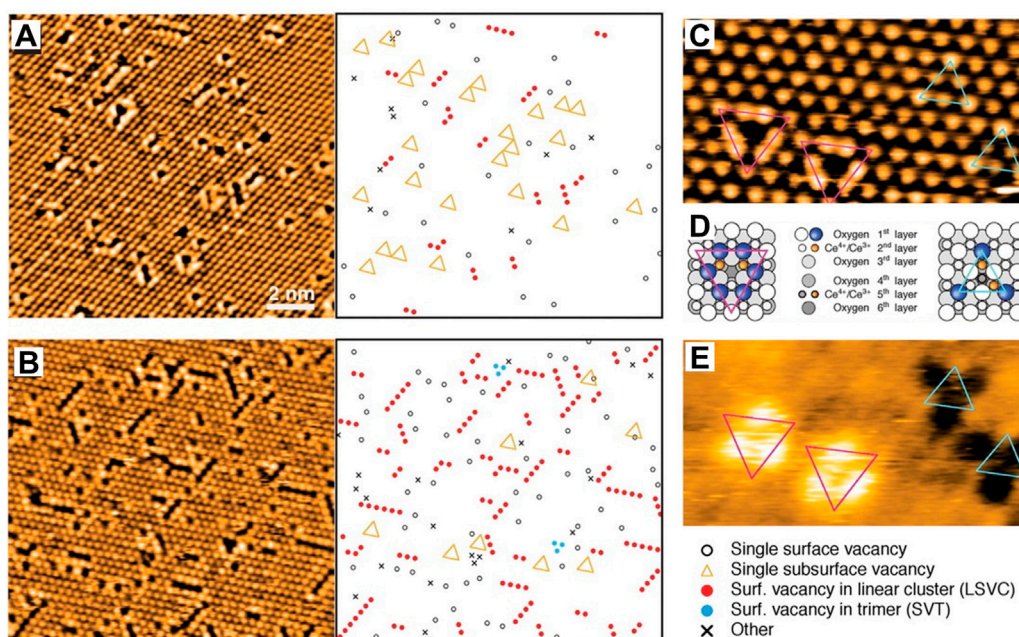 A
2 nm
C
D
Oxygen 1st layer
Ce4+/Ce3+ 2nd layer
Oxygen 3rd layer
Oxygen 4th layer
Ce4+/Ce3+ 5th layer
Oxygen 6th layer
B
E
Single surface vacancy
Single subsurface vacancy
Surf. vacancy in linear cluster (LSVC)
Surf. vacancy in trimer (SVT)
Other